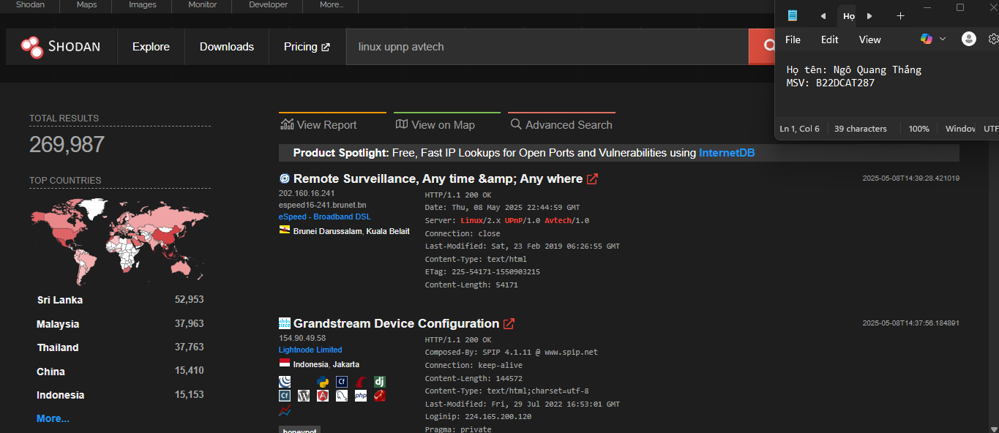 Shodan Maps Images Monitor Developer More...
SHODAN Explore Downloads Pricing linux upnp avtech
Họ
File Edit View
Họ tên: Ngô Quang Thắng
MSV: B22DCAT287
Ln 1, Col 6 39 characters 100% Window UTF
TOTAL RESULTS
269,987
TOP COUNTRIES
Sri Lanka 52,953
Malaysia 37,963
Thailand 37,763
China 15,410
Indonesia 15,153
More...
View Report View on Map Advanced Search
Product Spotlight: Free, Fast IP Lookups for Open Ports and Vulnerabilities using InternetDB
Remote Surveillance, Any time &amp; Any where
2025-05-08T14:39:28.421019
202.160.16.241
espeed16-241.brunet.bn
eSpeed - Broadband DSL
Brunei Darussalam, Kuala Belait
HTTP/1.1 200 OK
Date: Thu, 08 May 2025 22:44:59 GMT
Server: Linux/2.x UPnP/1.0 Avtech/1.0
Connection: close
Last-Modified: Sat, 23 Feb 2019 06:26:55 GMT
Content-Type: text/html
ETag: 225-54171-1550903215
Content-Length: 54171
Grandstream Device Configuration
2025-05-08T14:37:56.184891
154.90.49.58
Lightnode Limited
Indonesia, Jakarta
honeypot
HTTP/1.1 200 OK
Composed-By: SPIP 4.1.11 @ www.spip.net
Connection: keep-alive
Content-Length: 144572
Content-Type: text/html;charset=utf-8
Last-Modified: Fri, 29 Jul 2022 16:53:01 GMT
Loginip: 224.165.200.120
Pragma: private